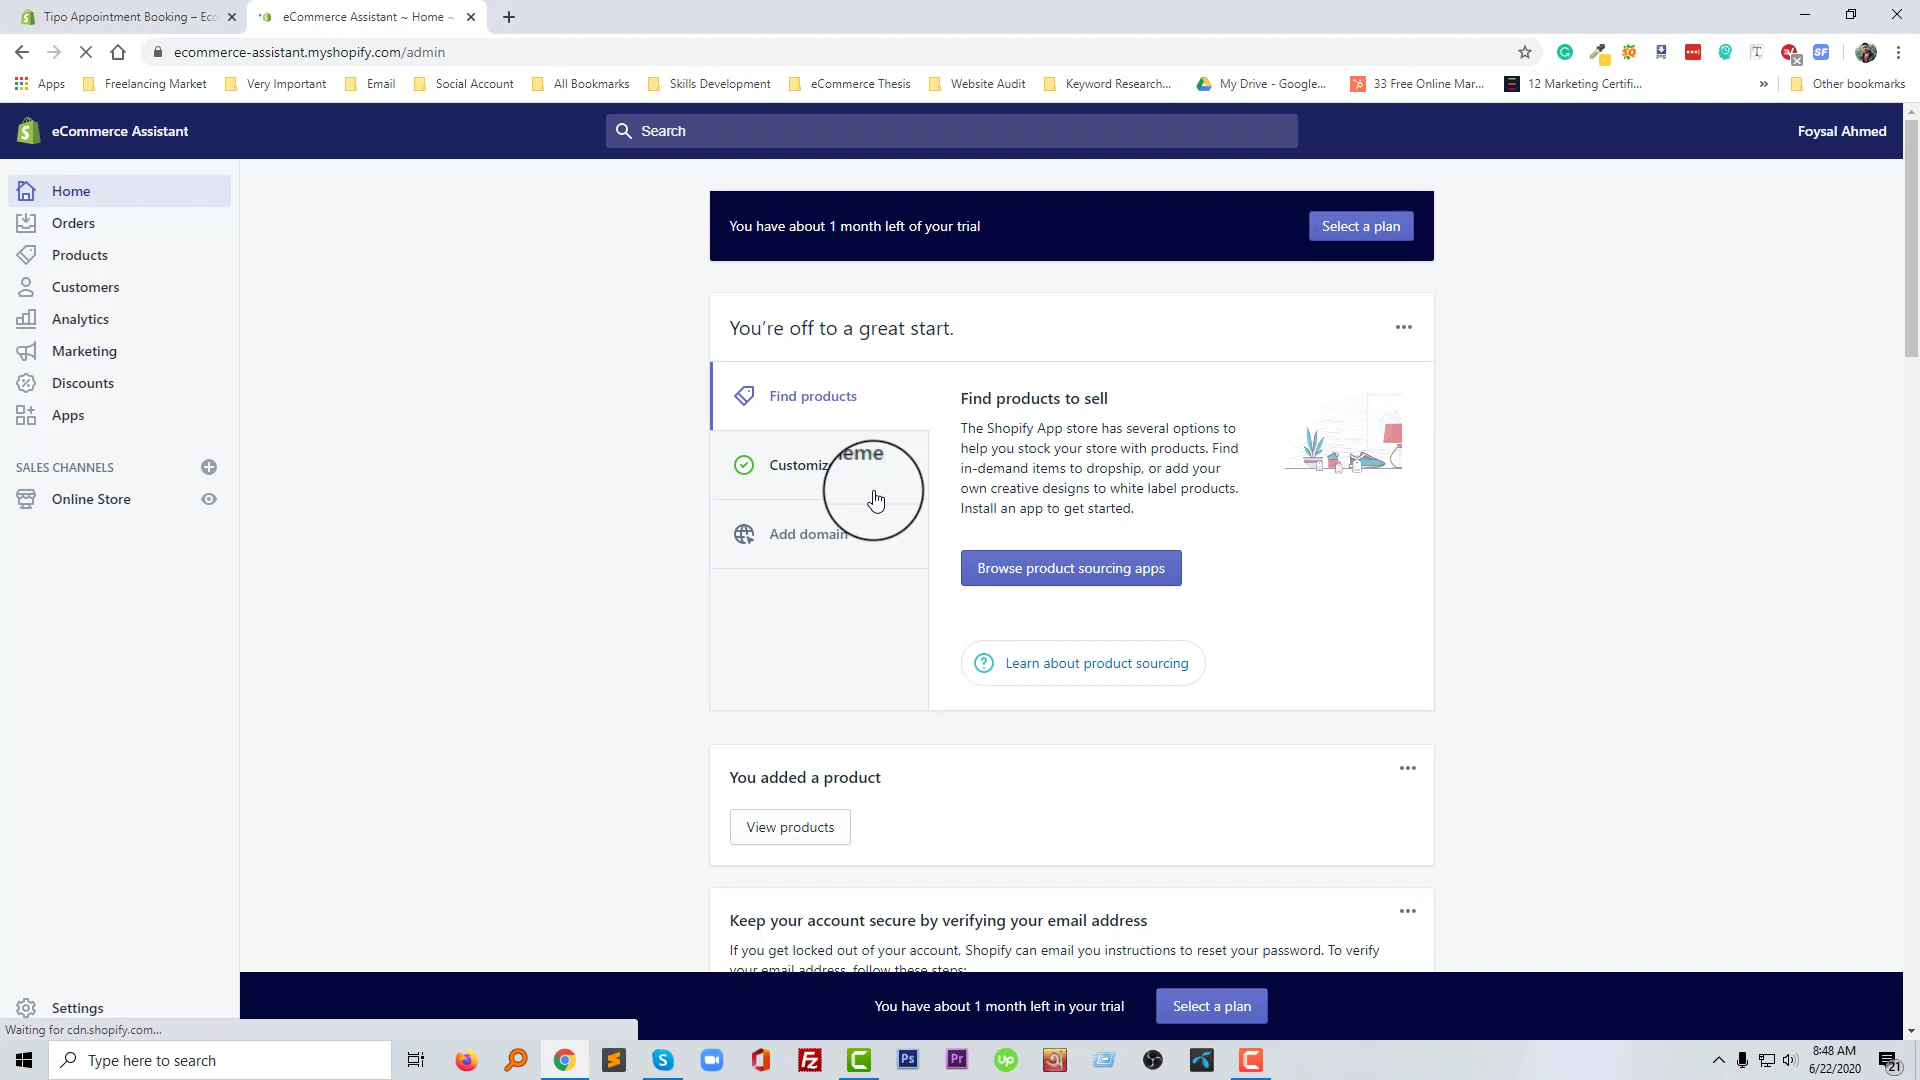 Tipo Appointment Booking – Ecc
eCommerce Assistant ~ Home ~
ecommerce-assistant.myshopify.com/admin
Apps
Freelancing Market
Very Important
Email
Social Account
All Bookmarks
Skills Development
eCommerce Thesis
Website Audit
Keyword Research...
My Drive - Google...
33 Free Online Mar...
12 Marketing Certifi...
»
Other bookmarks
eCommerce Assistant
Search
Foysal Ahmed
Home
Orders
Products
Customers
Analytics
Marketing
Discounts
Apps
SALES CHANNELS
Online Store
Settings
You have about 1 month left of your trial
Select a plan
You’re off to a great start.
Find products
Customiz
eme
Add domain
Find products to sell
The Shopify App store has several options to
help you stock your store with products. Find
in-demand items to dropship, or add your
own creative designs to white label products.
Install an app to get started.
Browse product sourcing apps
Learn about product sourcing
You added a product
View products
Keep your account secure by verifying your email address
If you get locked out of your account, Shopify can email you instructions to reset your password. To verify
your email address, follow these steps:
You have about 1 month left in your trial
Select a plan
Waiting for cdn.shopify.com...
Type here to search
8:48 AM
6/22/2020
21